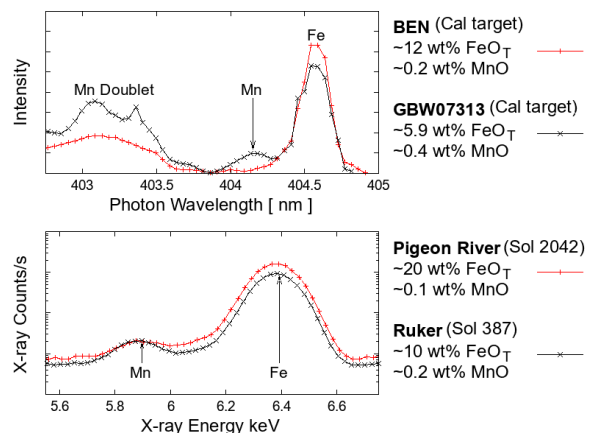 Mn Doublet
Mn
Fe
Intensity
403
403.5
404
404.5
405
Photon Wavelength [ nm ]
BEN (Cal target)
~12 wt% FeOT
~0.2 wt% MnO
GBW07313 (Cal target)
~5.9 wt% FeOT
~0.4 wt% MnO
X-ray Counts/s
Mn
Fe
5.6
5.8
6
6.2
6.4
6.6
X-ray Energy keV
Pigeon River (Sol 2042)
~20 wt% FeOT
~0.1 wt% MnO
Ruker (Sol 387)
~10 wt% FeOT
~0.2 wt% MnO